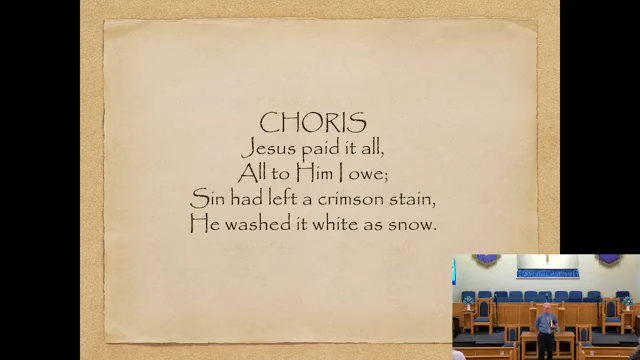 CHORIS
Jesus paid it all,
All to Him I owe;
Sin had left a crimson stain,
He washed it white as snow.